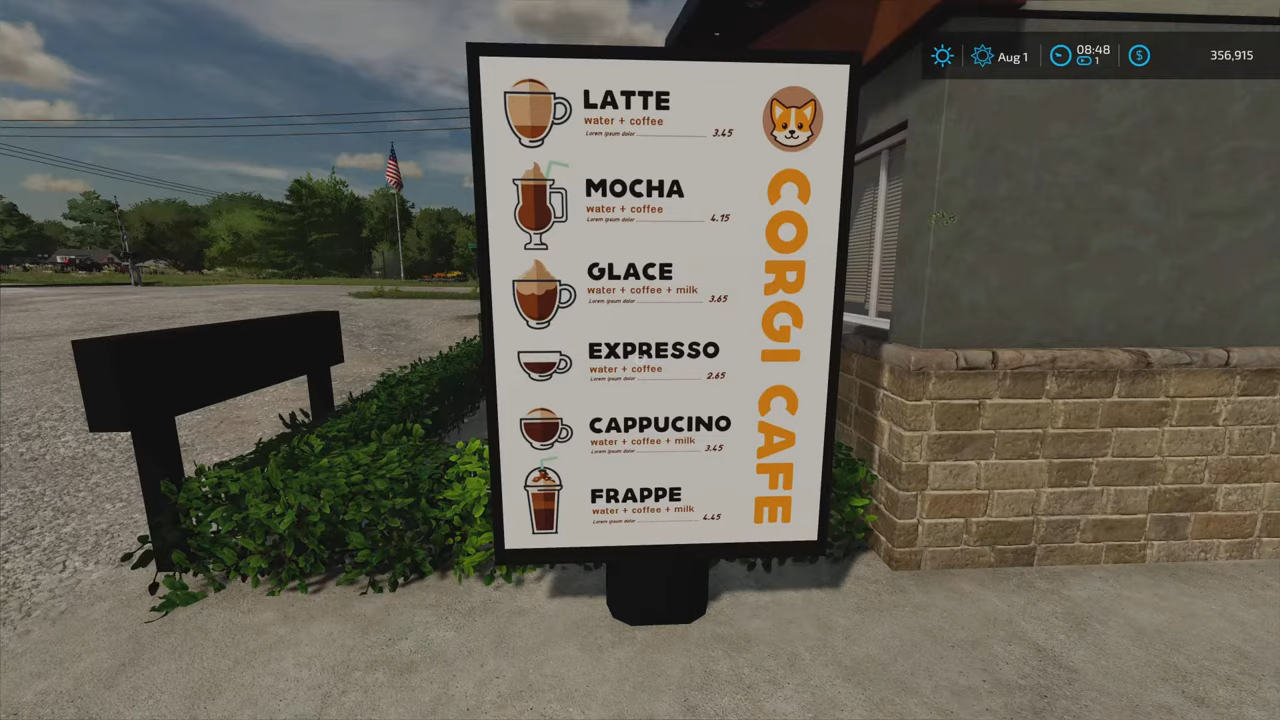 Aug 1
08:48
1
356,915
LATTE
water + coffee
Lorem ipsum dolor 3.45
MOCHA
water + coffee
Lorem ipsum dolor 4.15
GLACE
water + coffee + milk
Lorem ipsum dolor 3.65
EXPRESSO
water + coffee
Lorem ipsum dolor 2.65
CAPPUCINO
water + coffee + milk
Lorem ipsum dolor 3.45
FRAPPE
water + coffee + milk
Lorem ipsum dolor 4.45
CORGI CAFE